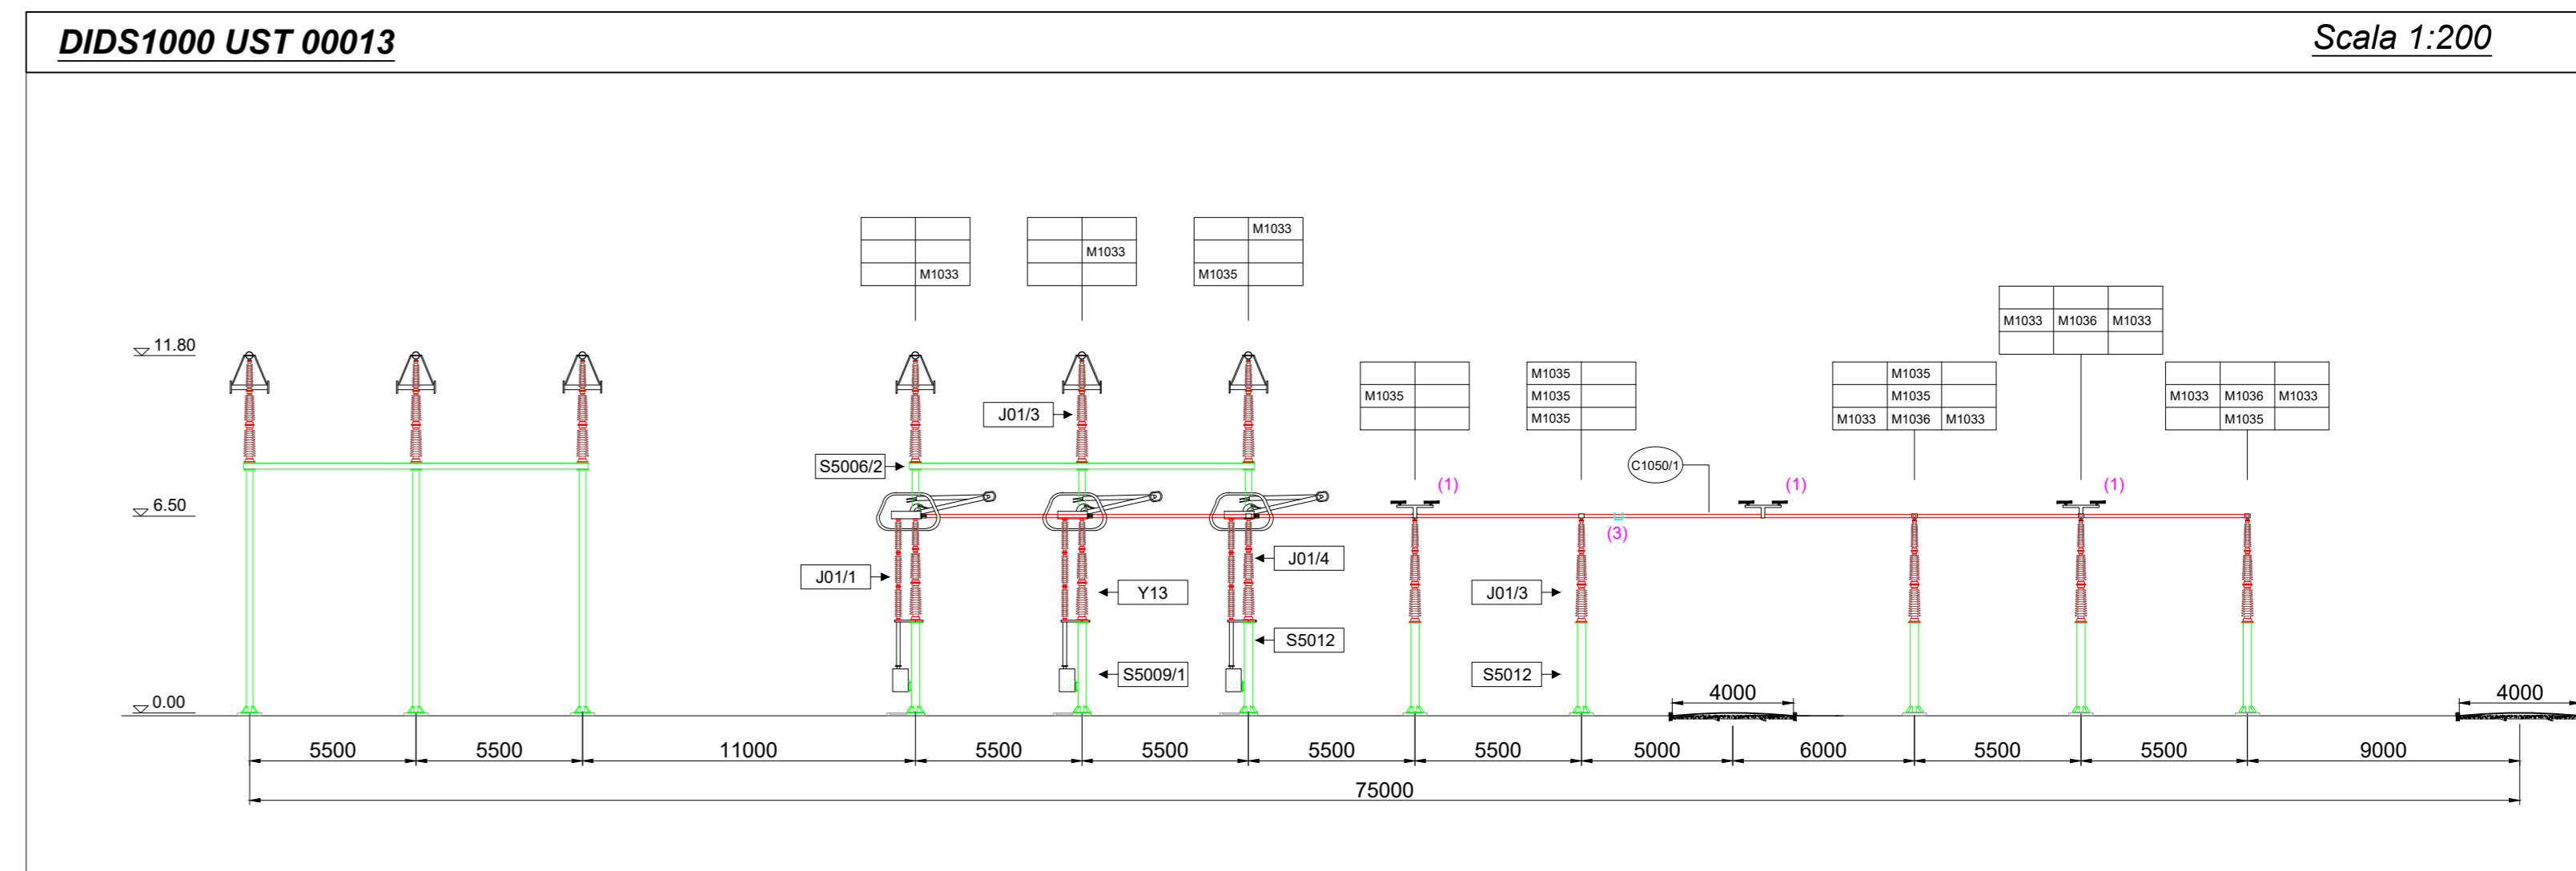 DIDS1000 UST 00013
Scala 1:200
M1033
M1033
M1033
M1035
M1033 M1036 M1033
11.80
M1035
M1035
M1035
M1035
M1035
M1035
M1033 M1036 M1033
M1033 M1036 M1033
M1035
J01/3
S5006/2
C1050/1
6.50
(1)
(1)
(1)
(3)
J01/1
J01/4
Y13
J01/3
S5012
S5009/1
S5012
0.00
4000
4000
5500 5500 11000 5500 5500 5500 5500 5000 6000 5500 5500 9000
75000